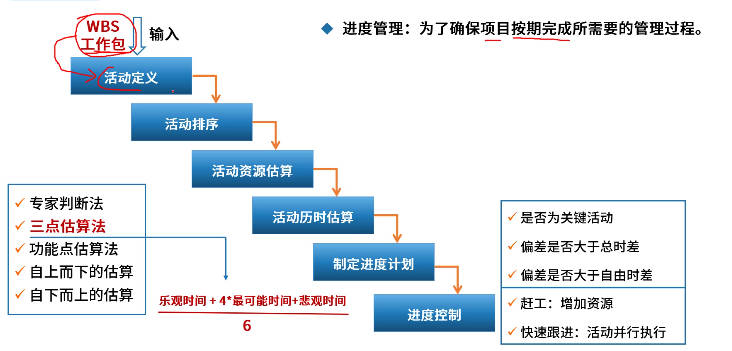 WBS
工作包
输入
进度管理：为了确保项目按期完成所需要的管理过程。
活动定义
活动排序
活动资源估算
活动历时估算
制定进度计划
进度控制
专家判断法
三点估算法
功能点估算法
自上而下的估算
自下而上的估算
乐观时间 + 4*最可能时间+悲观时间
6
是否为关键活动
偏差是否大于总时差
偏差是否大于自由时差
赶工：增加资源
快速跟进：活动并行执行